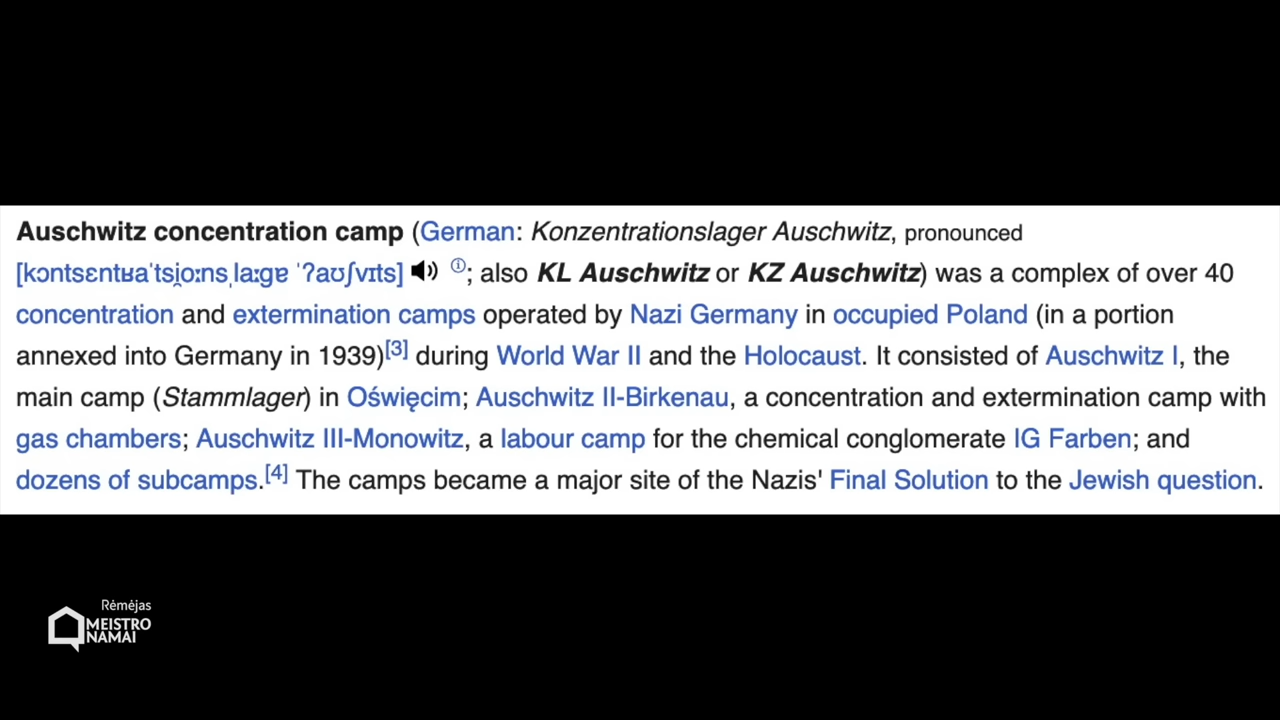 Auschwitz concentration camp (German: Konzentrationslager Auschwitz, pronounced
[kɔntsɛntʁaˈtsi̯oːnsˌlaːɡɐ ˈʔaʊʃvɪts] ; also KL Auschwitz or KZ Auschwitz) was a complex of over 40
concentration and extermination camps operated by Nazi Germany in occupied Poland (in a portion
annexed into Germany in 1939)[3] during World War II and the Holocaust. It consisted of Auschwitz I, the
main camp (Stammlager) in Oświęcim; Auschwitz II-Birkenau, a concentration and extermination camp with
gas chambers; Auschwitz III-Monowitz, a labour camp for the chemical conglomerate IG Farben; and
dozens of subcamps.[4] The camps became a major site of the Nazis' Final Solution to the Jewish question.
Rėmėjas
MEISTRO
NAMAI